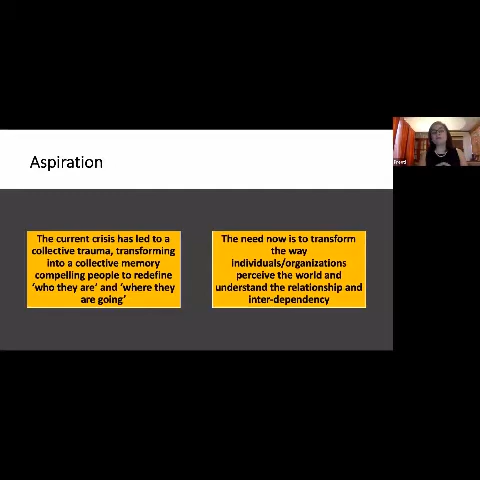 Aspiration
The current crisis has led to a
collective trauma, transforming
into a collective memory
compelling people to redefine
‘who they are’ and ‘where they
are going’
The need now is to transform
the way
individuals/organizations
perceive the world and
understand the relationship and
inter-dependency